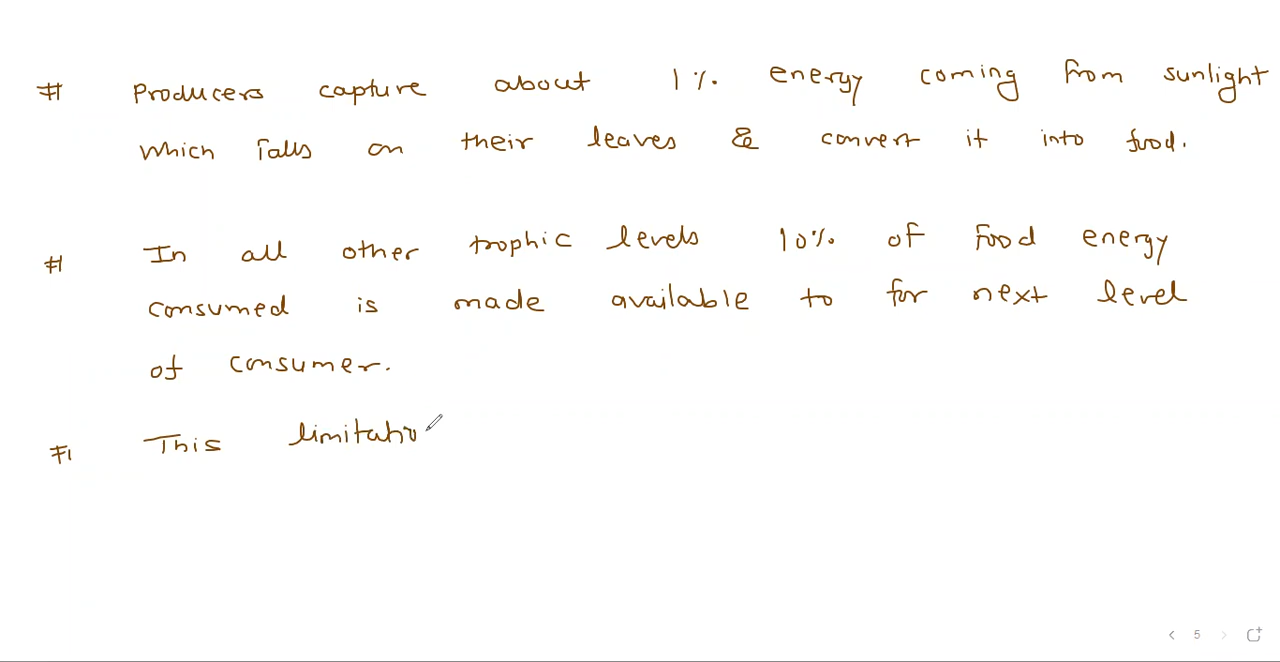 # Producers capture about 1% energy coming from sunlight
which falls on their leaves & convert it into food.
# In all other trophic levels 10% of food energy
consumed is made available to for next level
of consumer.
# This limitatio
5